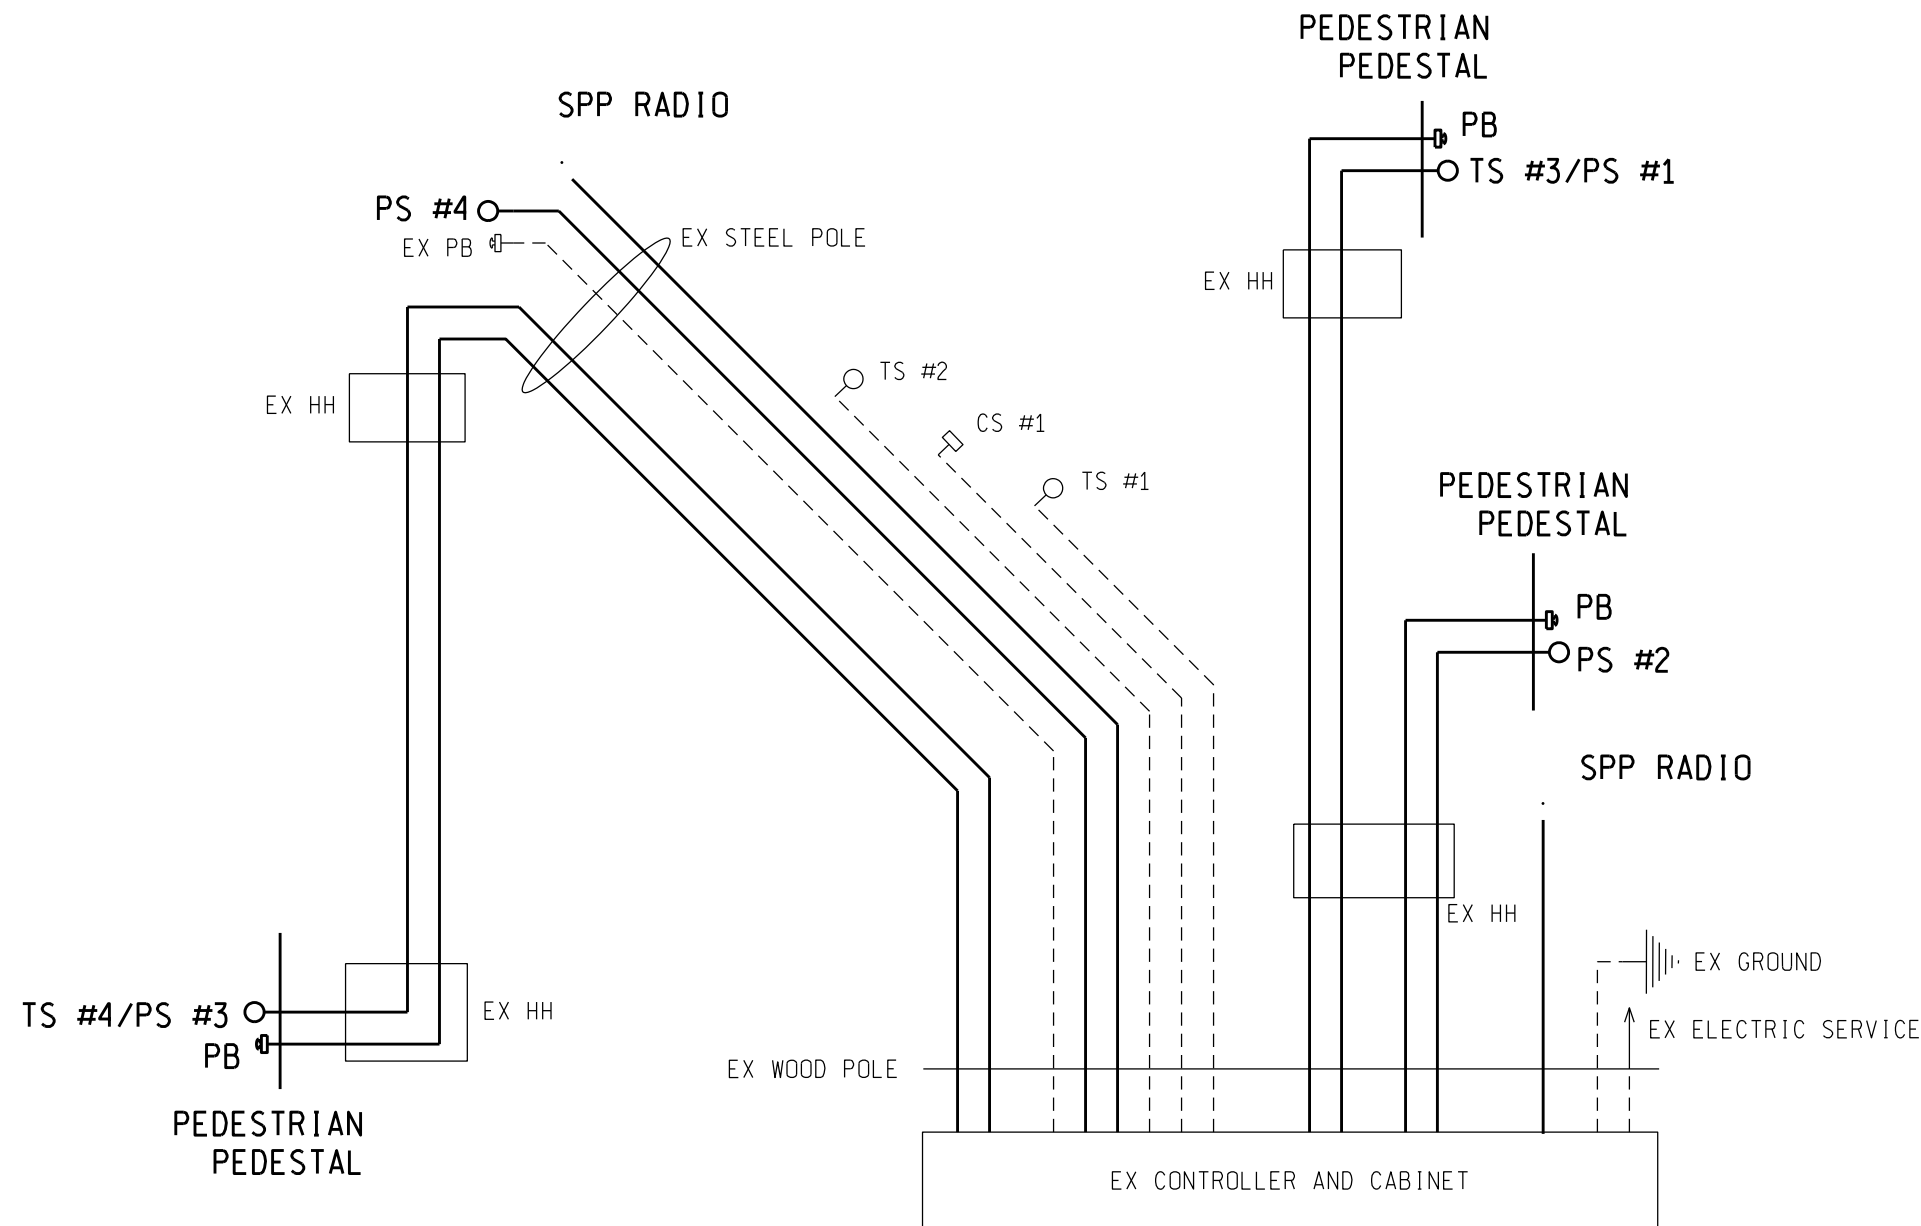 PEDESTRIAN
PEDESTAL
SPP RADIO
PB
TS #3/PS #1
PS #4
EX PB
EX STEEL POLE
EX HH
TS #2
EX HH
CS #1
TS #1
PEDESTRIAN
PEDESTAL
PB
PS #2
SPP RADIO
EX HH
EX GROUND
TS #4/PS #3
EX HH
PB
EX ELECTRIC SERVICE
EX WOOD POLE
PEDESTRIAN
PEDESTAL
EX CONTROLLER AND CABINET